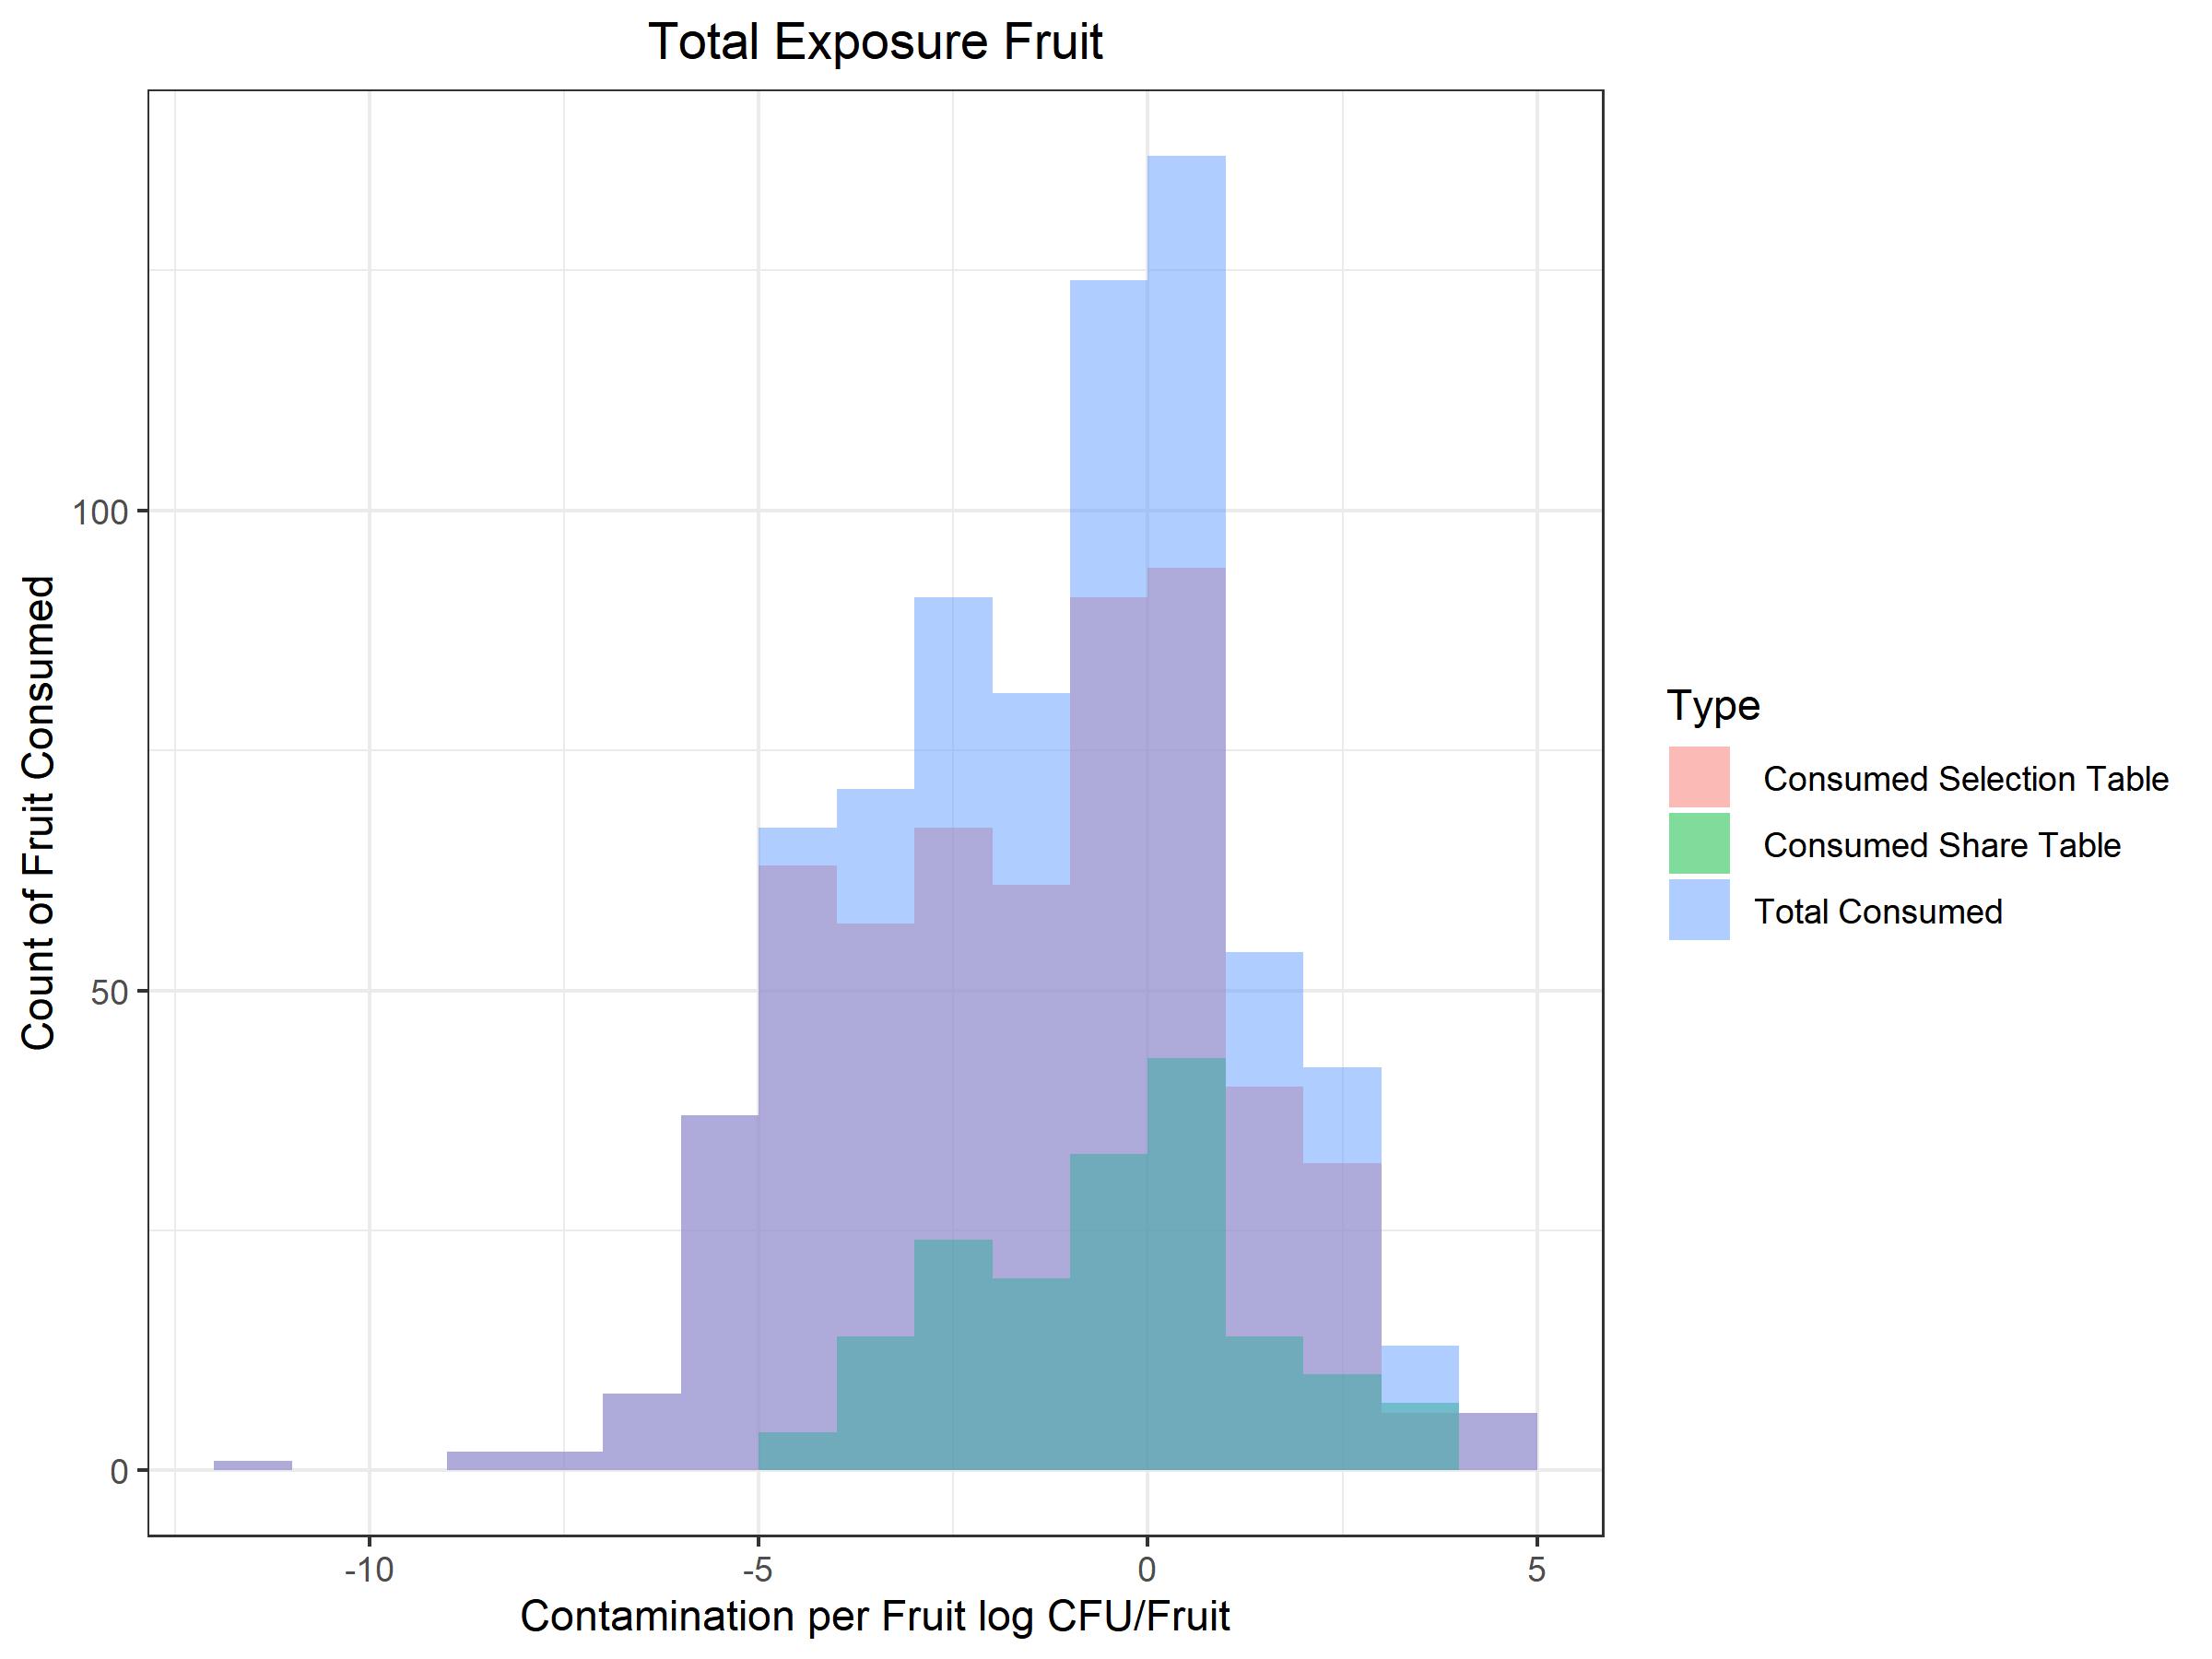 Total Exposure Fruit
Count of Fruit Consumed
100
50
0
-10
-5
0
5
Contamination per Fruit log CFU/Fruit
Type
Consumed Selection Table
Consumed Share Table
Total Consumed